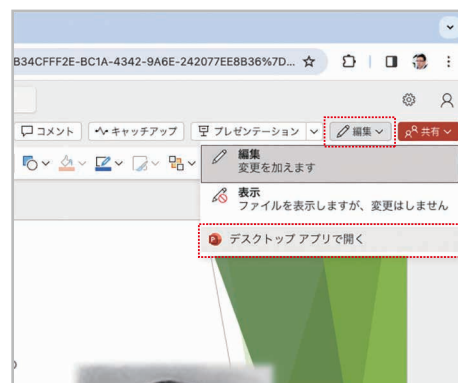 B34CFFF2E-BC1A-4342-9A6E-242077EE8B36%7D...
コメント キャッチアップ プレゼンテーション 編集 共有
編集
変更を加えます
表示
ファイルを表示しますが、変更はしません
デスクトップ アプリで開く